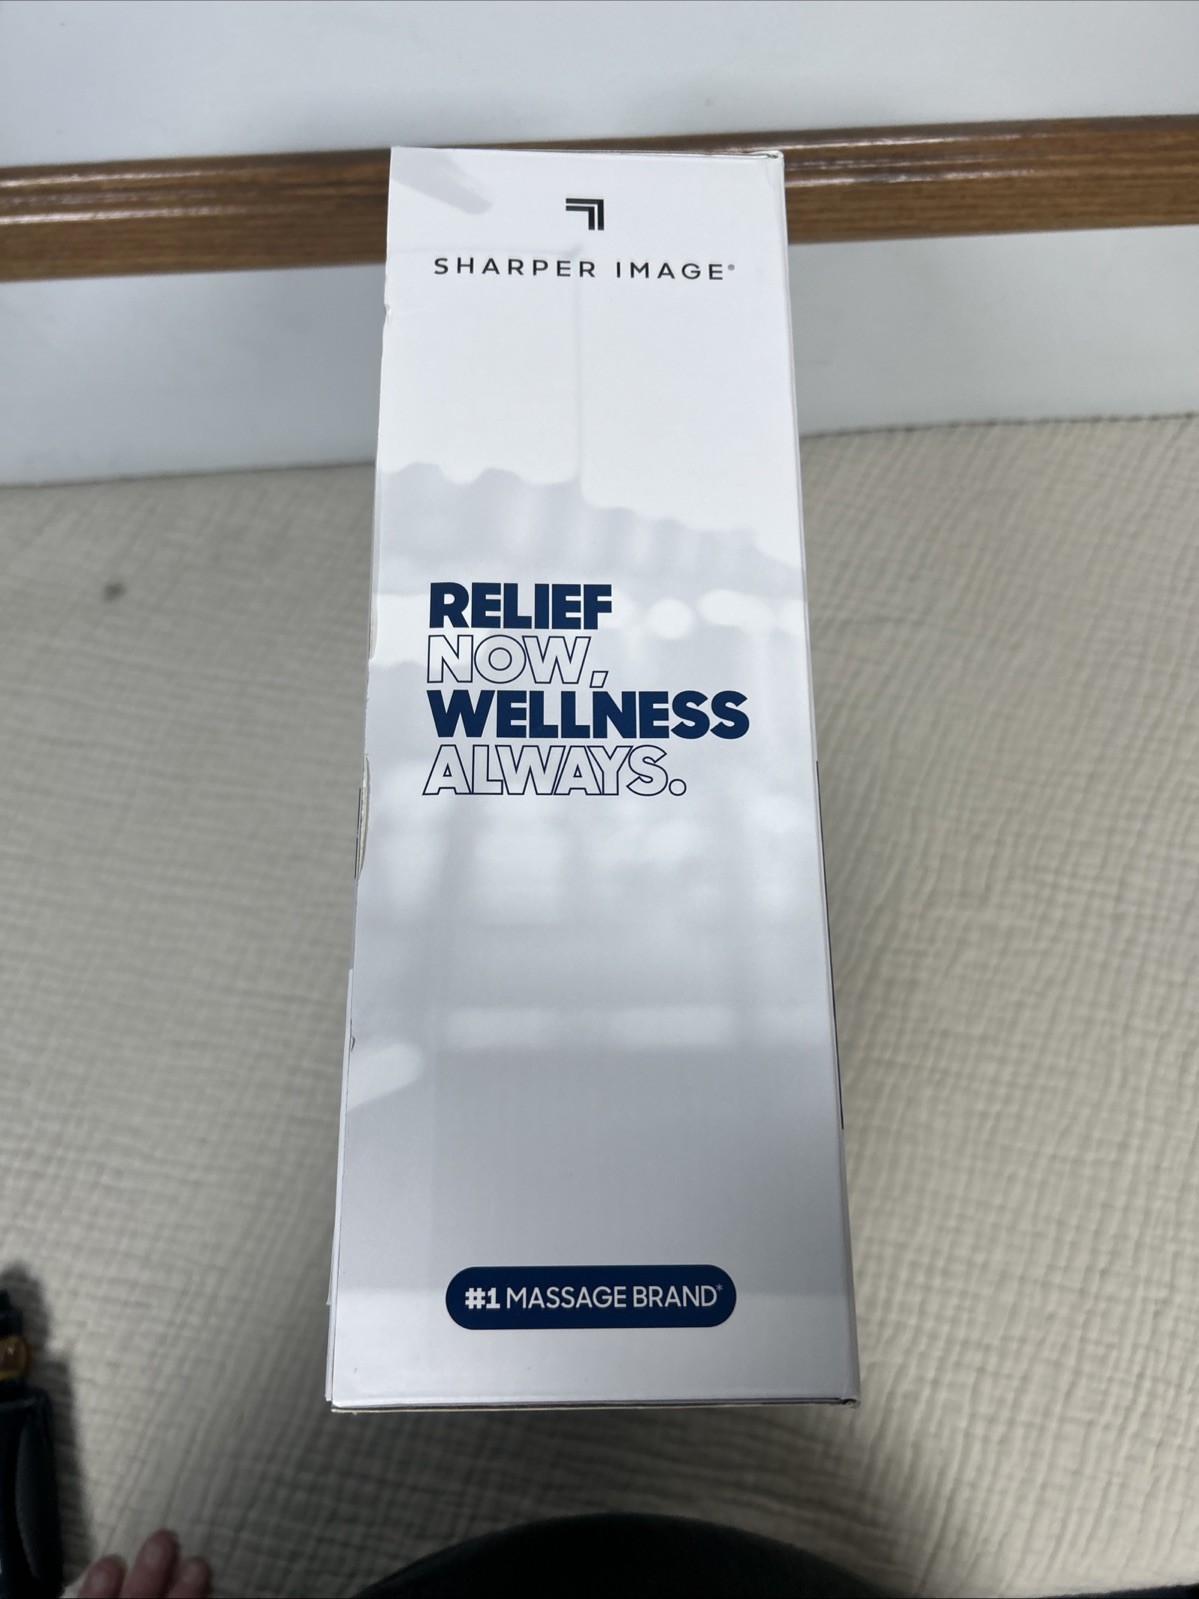 SHARPER IMAGE®
RELIEF
NOW,
WELLNESS
ALWAYS.
#1 MASSAGE BRAND*